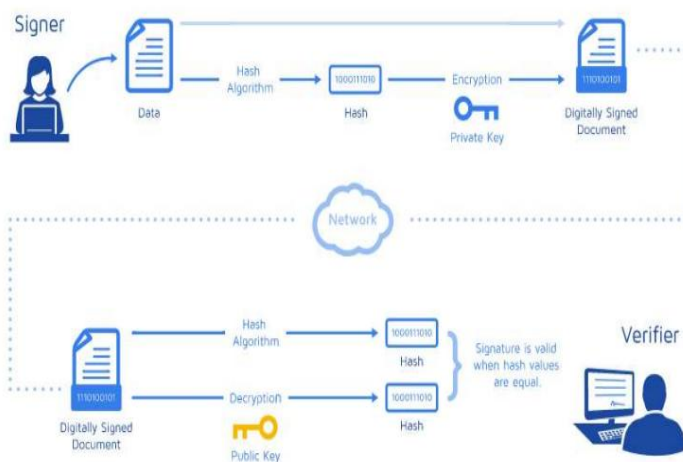 Signer
Hash
Algorithm
1000111010
Encryption
1110100101
Data
Hash
Private Key
Digitally Signed
Document
Network
Hash
Algorithm
1000111010
Hash
Signature is valid
when hash values
are equal.
Verifier
1110100101
Decryption
1000111010
Digitally Signed
Document
Public Key
Hash